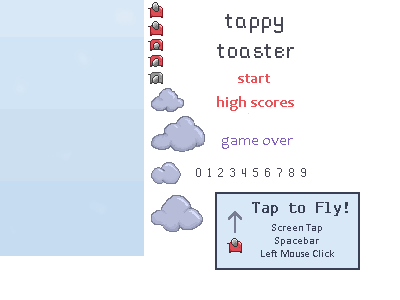 tappy
toaster
start
high scores
game over
0 1 2 3 4 5 6 7 8 9
Tap to Fly!
Screen Tap
Spacebar
Left Mouse Click